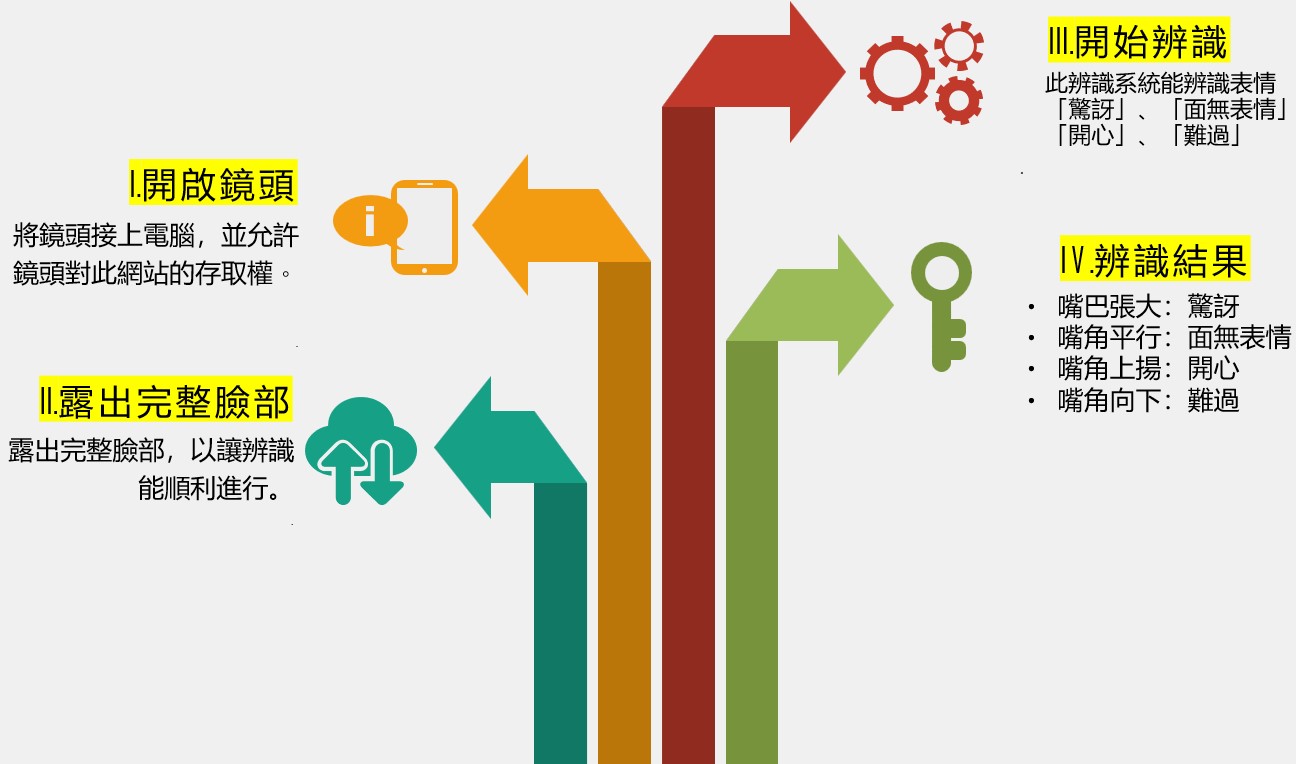 I.開啟鏡頭
將鏡頭接上電腦，並允許
鏡頭對此網站的存取權。
II.露出完整臉部
露出完整臉部，以讓辨識
能順利進行。
III.開始辨識
此辨識系統能辨識表情
「驚訝」、「面無表情」
「開心」、「難過」
IV.辨識結果
• 嘴巴張大：驚訝
• 嘴角平行：面無表情
• 嘴角上揚：開心
• 嘴角向下：難過